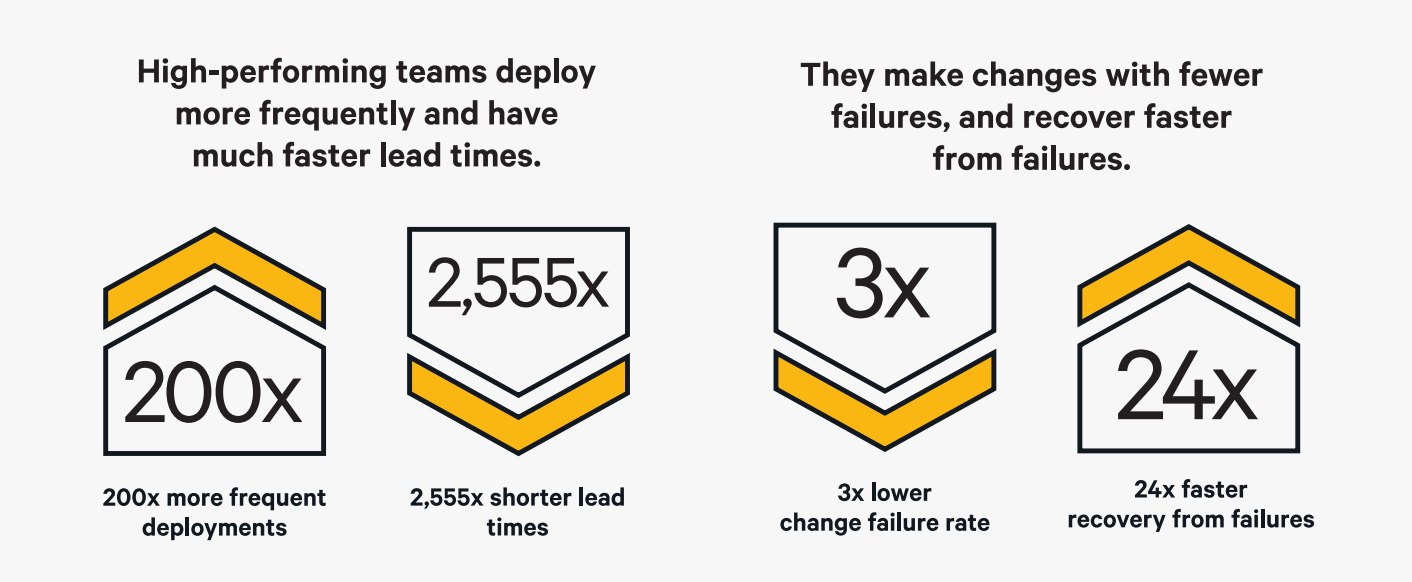 High-performing teams deploy
more frequently and have
much faster lead times.
They make changes with fewer
failures, and recover faster
from failures.
200x
2,555x
3x
24x
200x more frequent
deployments
2,555x shorter lead
times
3x lower
change failure rate
24x faster
recovery from failures